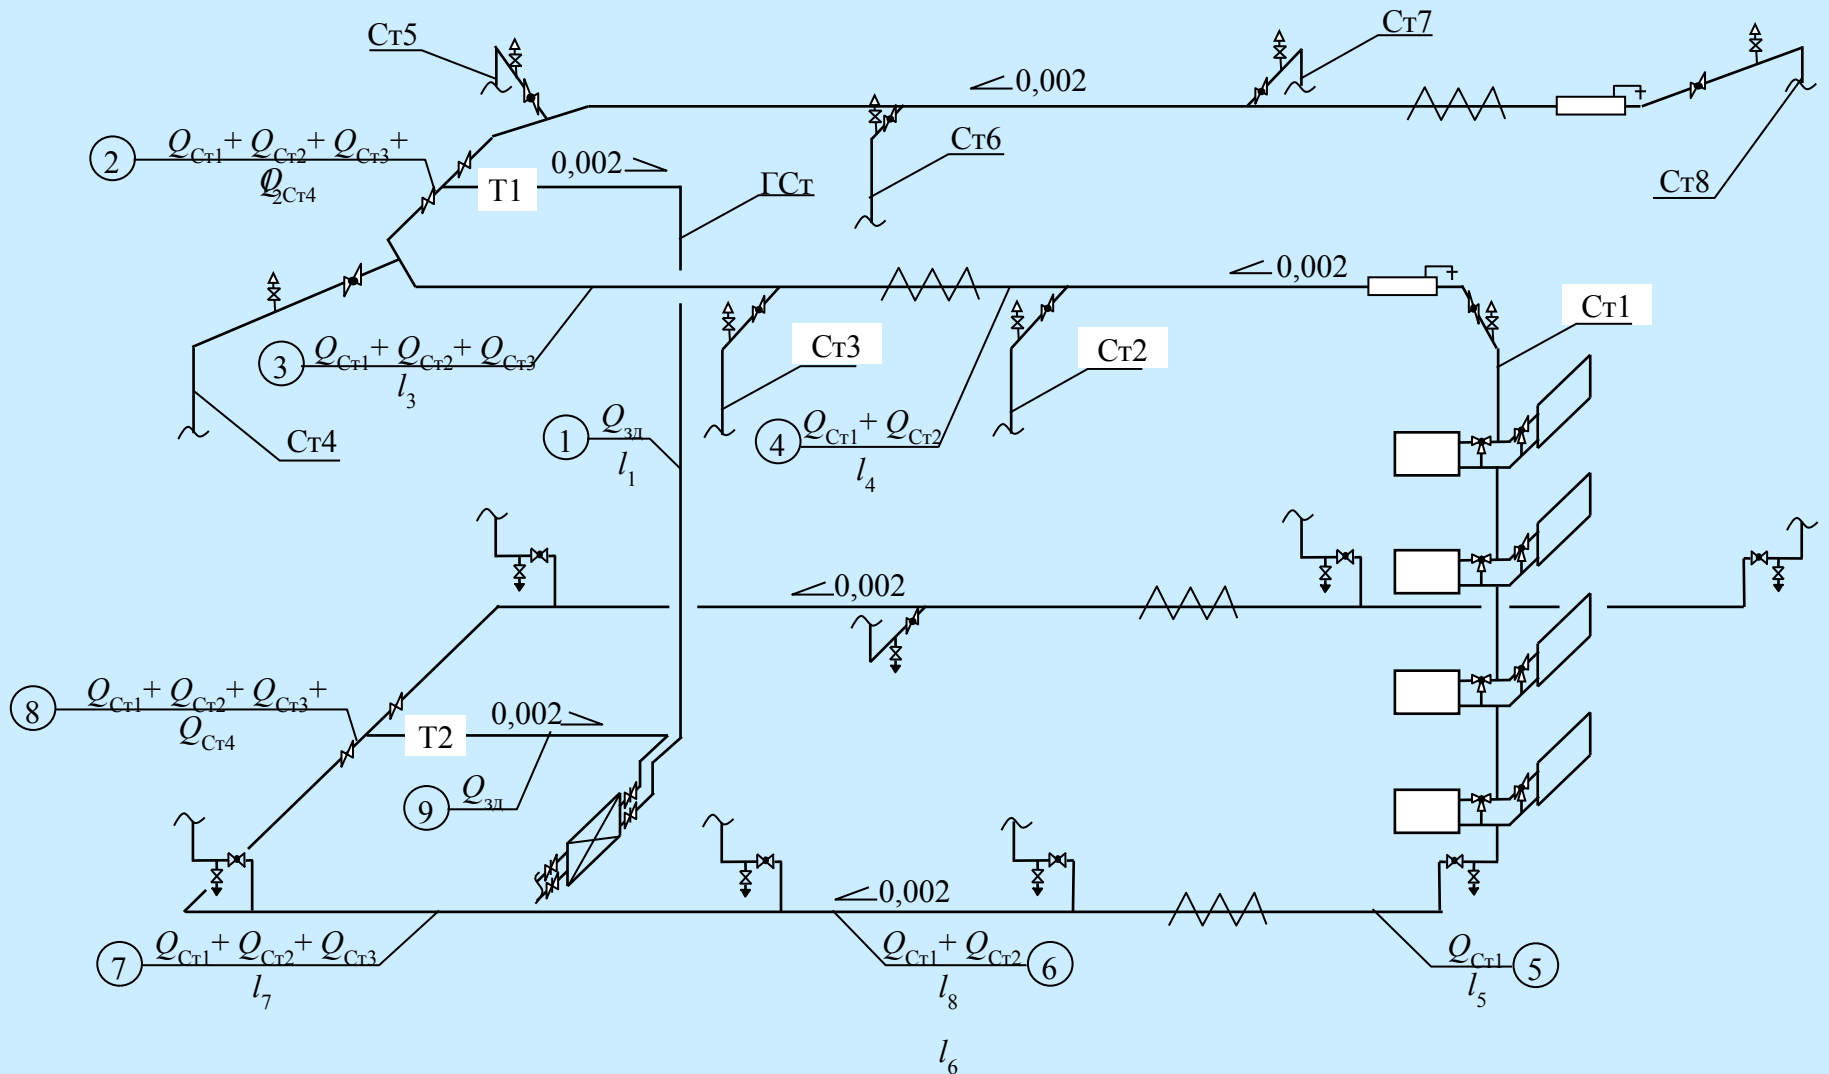 Ст5
Ст7
0,002
Ст6
Ст8
2
Qст1+ Qст2+ Qст3+
Qст4
l2
0,002
Т1
ГСт
0,002
Ст1
3
Qст1+ Qст2+ Qст3
l3
Ст3
Ст2
Ст4
1
Qзд
l1
4
Qст1+ Qст2
l4
0,002
8
Qст1+ Qст2+ Qст3+
Qст4
Т2
0,002
9
Qзд
0,002
7
Qст1+ Qст2+ Qст3
l7
Qст1+ Qст2
6
l8
l6
Qст1
5
l5